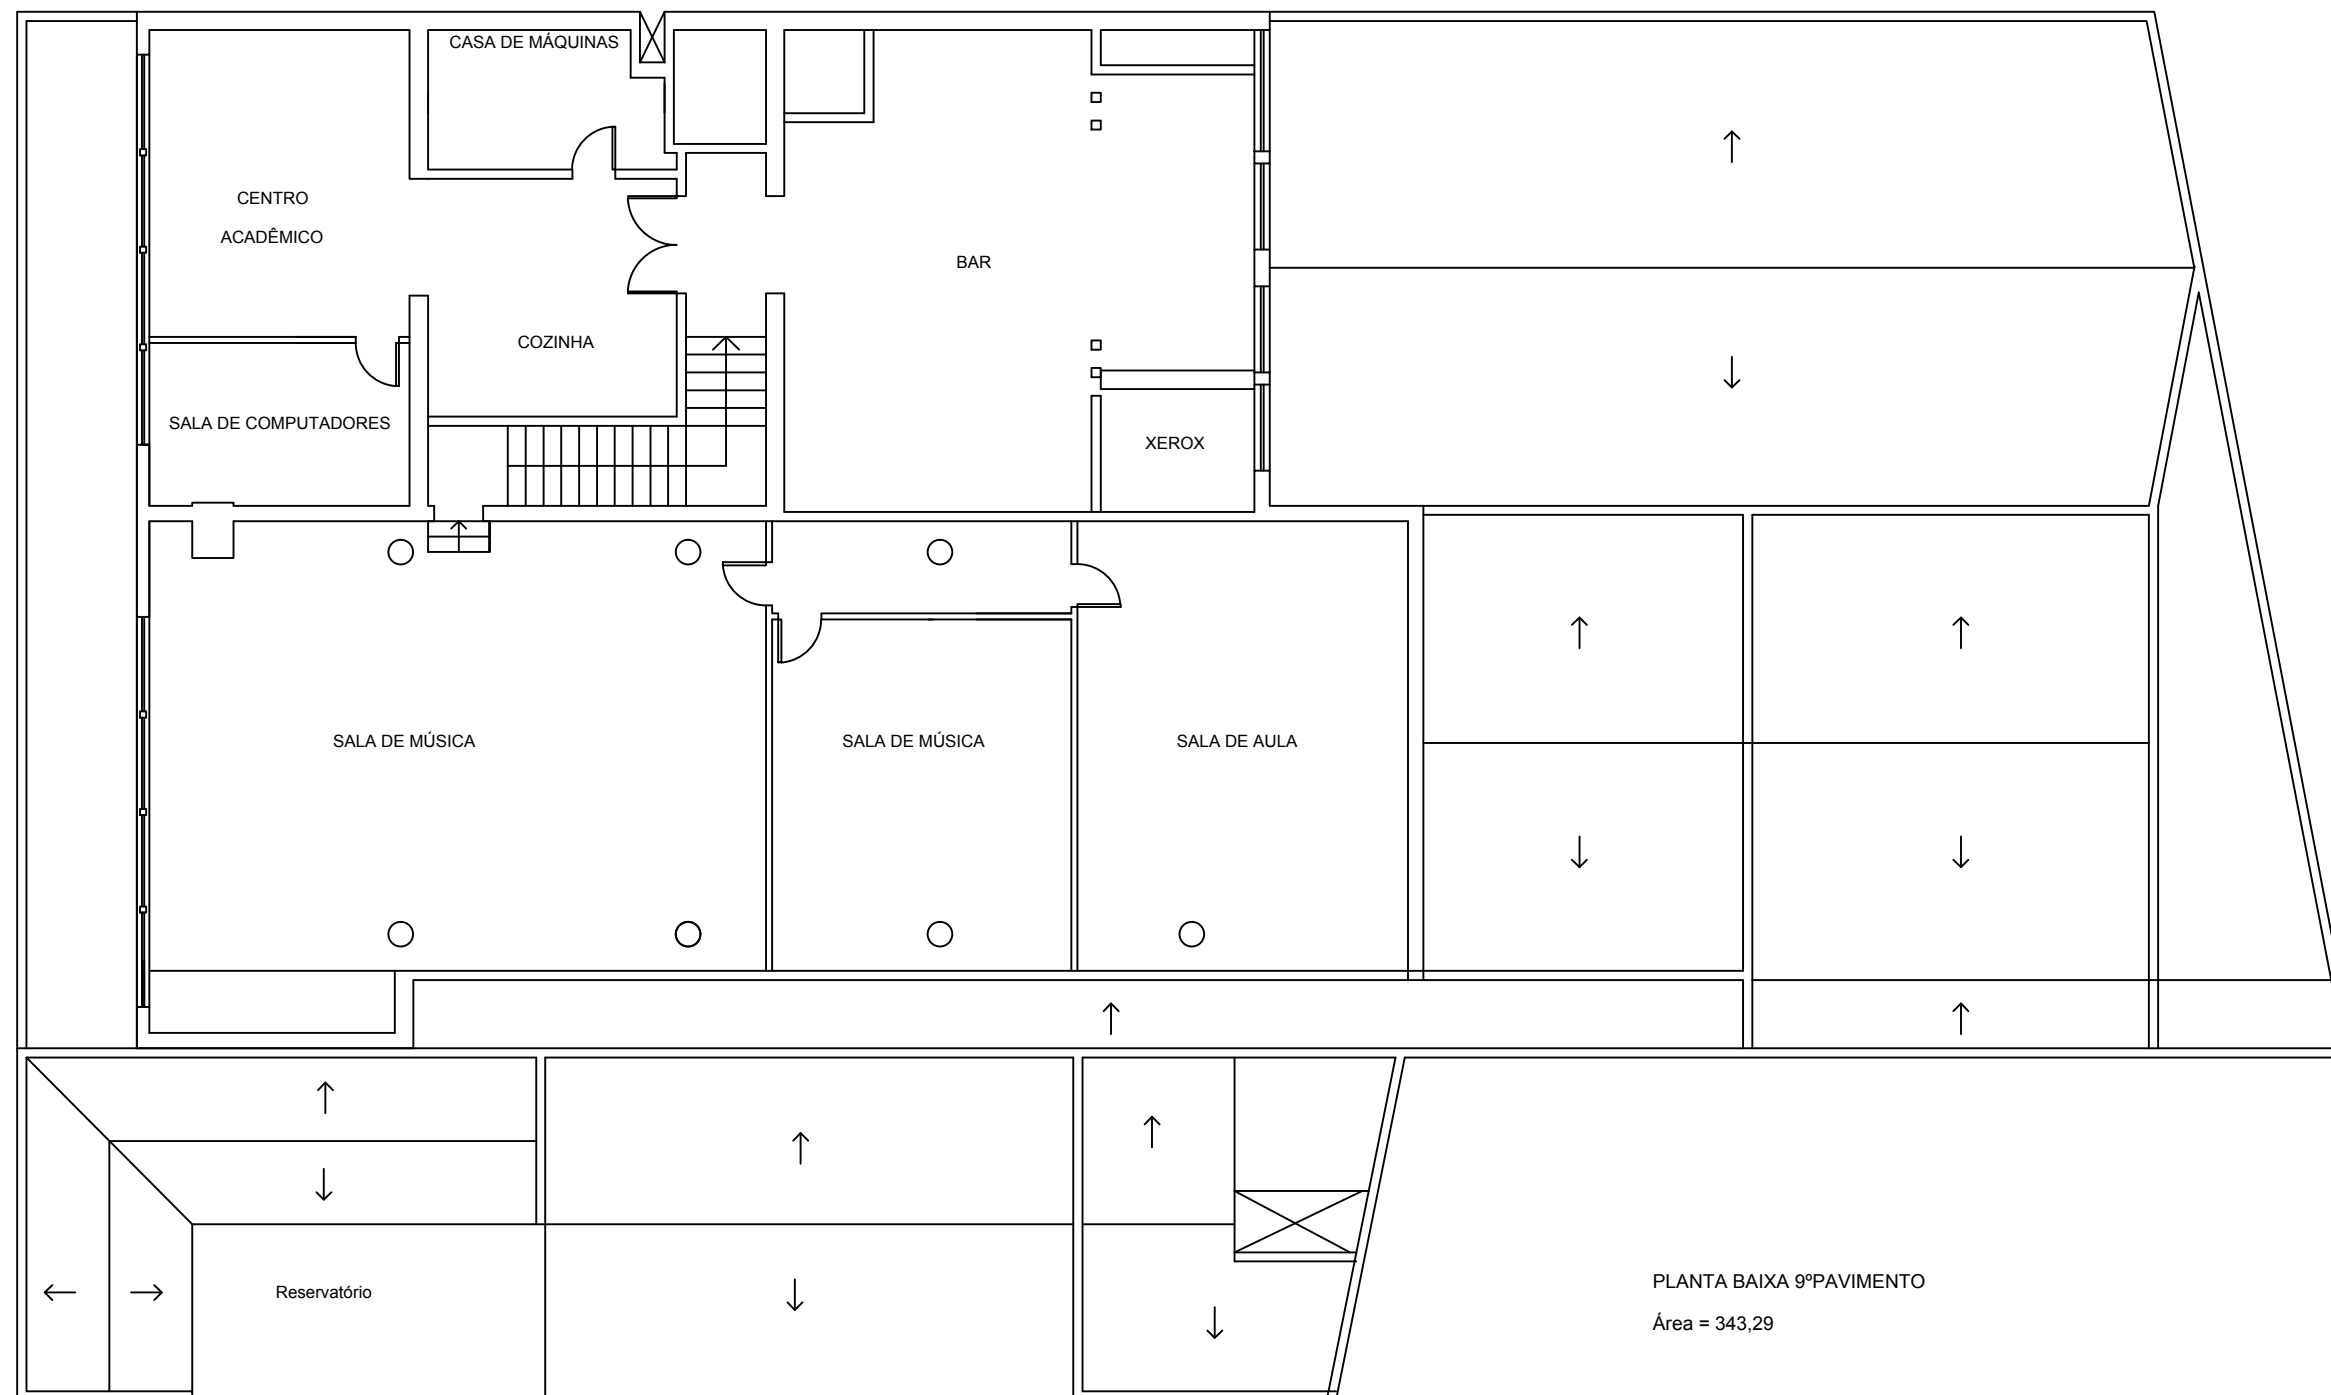 CASA DE MÁQUINAS
CENTRO
ACADÊMICO
BAR
COZINHA
SALA DE COMPUTADORES
XEROX
SALA DE MÚSICA
SALA DE MÚSICA
SALA DE AULA
Reservatório
PLANTA BAIXA 9ºPAVIMENTO
Área = 343,29